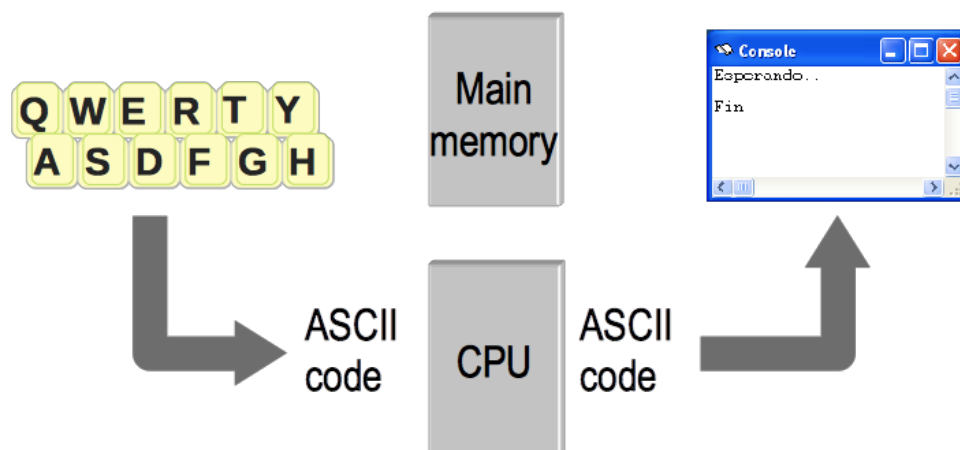 QWERTY
ASDFGH
Main
memory
Console
Esperando..
Fin
ASCII
code
CPU
ASCII
code